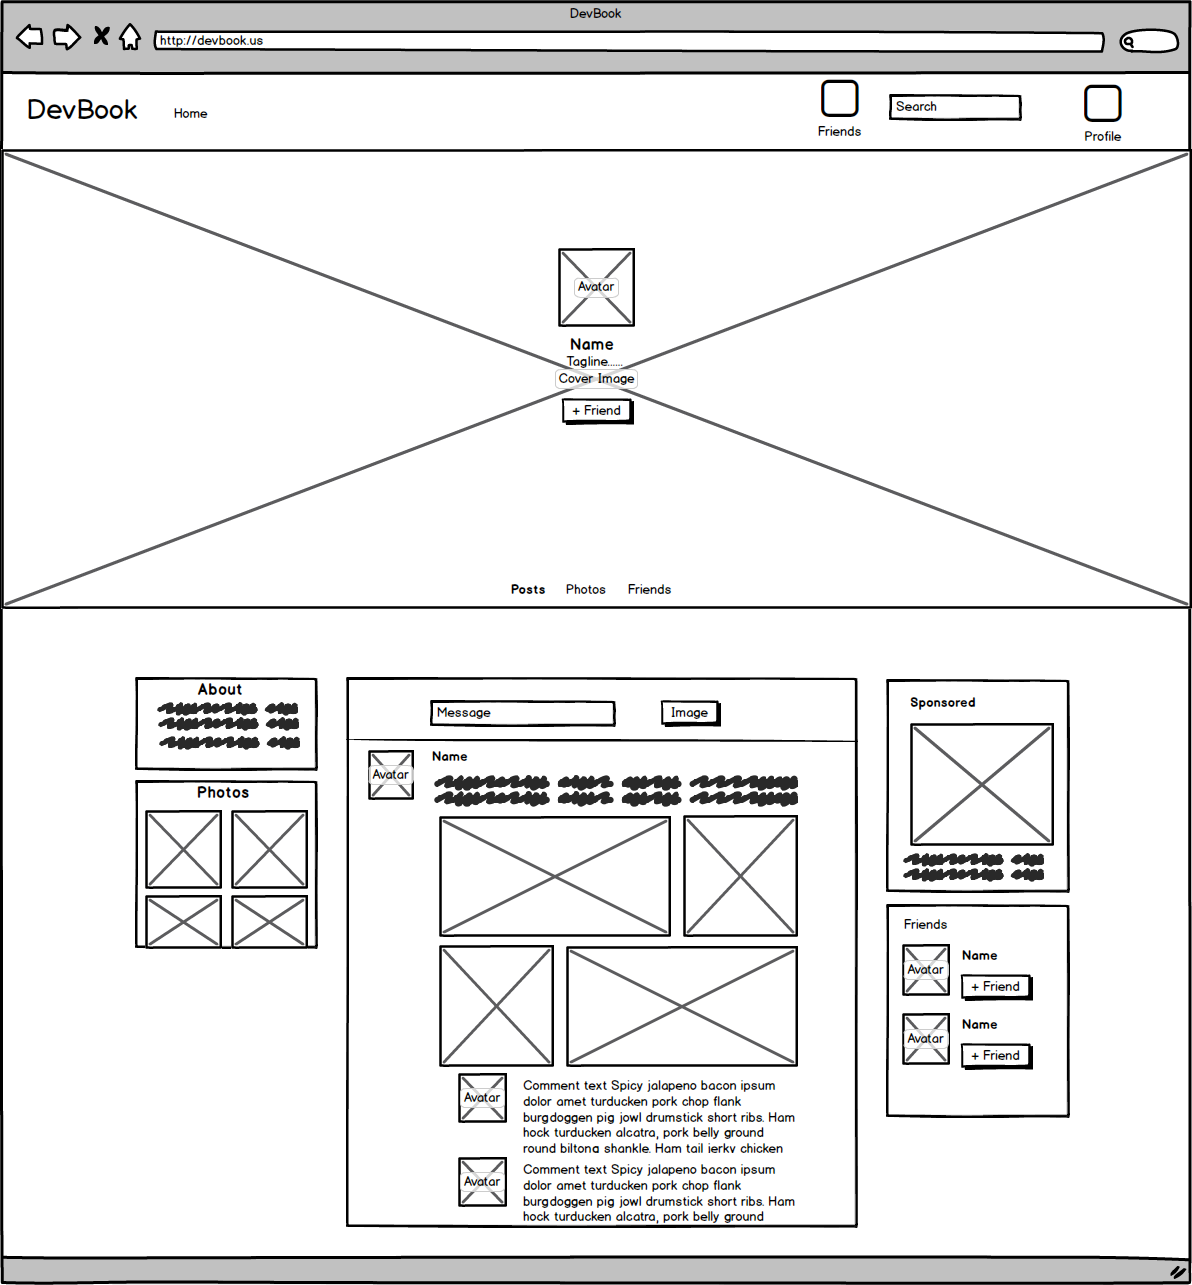 DevBook
http://devbook.us
DevBook
Home
Friends
Search
Profile
Avatar
Name
Tagline......
Cover Image
+ Friend
Posts Photos Friends
About
Photos
Message
Image
Avatar
Name
Avatar
Comment text Spicy jalapeno bacon ipsum
dolor amet turducken pork chop flank
burgdoggen pig jowl drumstick short ribs. Ham
hock turducken alcatra, pork belly ground
round biltong shankle. Ham tail jerky chicken
Avatar
Comment text Spicy jalapeno bacon ipsum
dolor amet turducken pork chop flank
burgdoggen pig jowl drumstick short ribs. Ham
hock turducken alcatra, pork belly ground
Sponsored
Friends
Avatar
Name
+ Friend
Avatar
Name
+ Friend